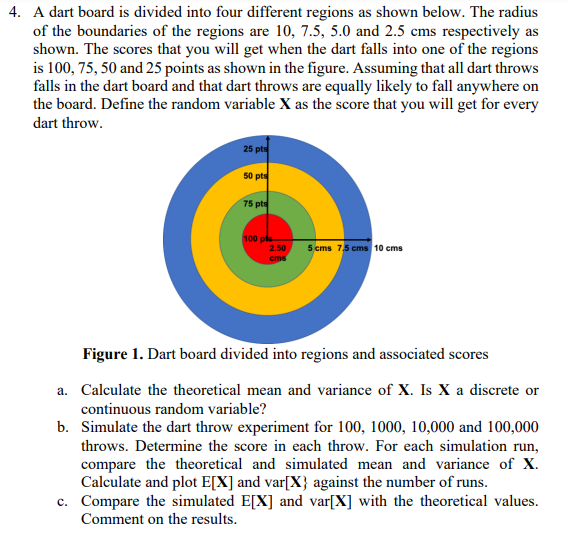 4. A dart board is divided into four different regions as shown below. The radius
of the boundaries of the regions are 10, 7.5, 5.0 and 2.5 cms respectively as
shown. The scores that you will get when the dart falls into one of the regions
is 100, 75, 50 and 25 points as shown in the figure. Assuming that all dart throws
falls in the dart board and that dart throws are equally likely to fall anywhere on
the board. Define the random variable X as the score that you will get for every
dart throw.
25 pts
50 pts
75 pts
100 pts
2.50 5 cms 7.5 cms 10 cms
cms
Figure 1. Dart board divided into regions and associated scores
a. Calculate the theoretical mean and variance of X. Is X a discrete or
continuous random variable?
b. Simulate the dart throw experiment for 100, 1000, 10,000 and 100,000
throws. Determine the score in each throw. For each simulation run,
compare the theoretical and simulated mean and variance of X.
Calculate and plot E[X] and var[X} against the number of runs.
c. Compare the simulated E[X] and var[X] with the theoretical values.
Comment on the results.